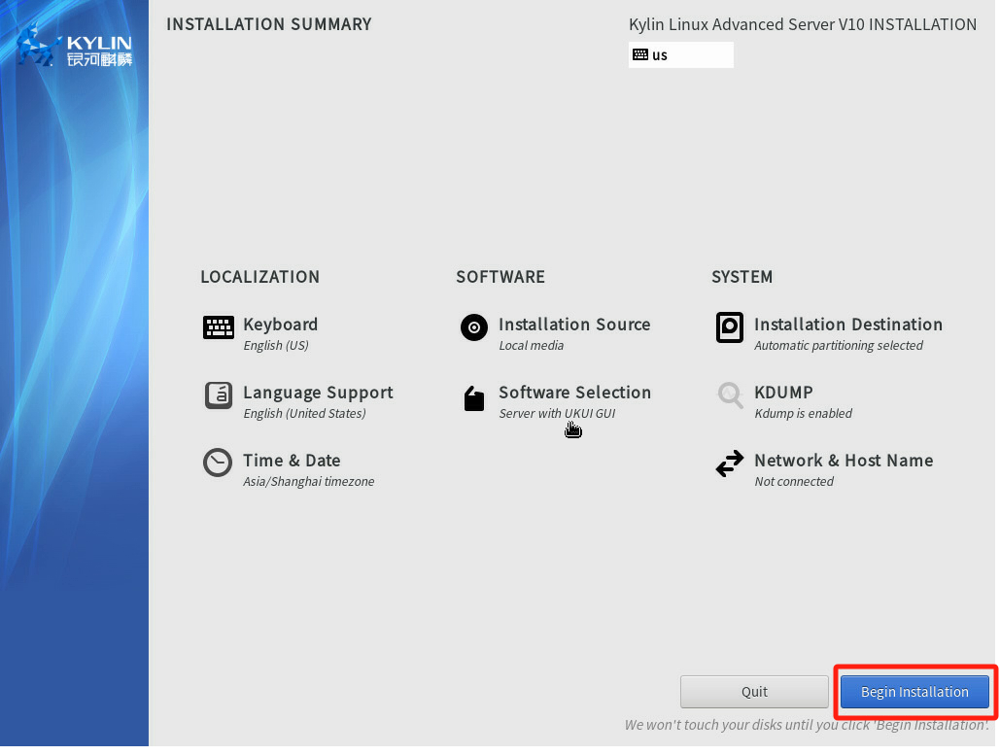 KYLIN
银河麒麟
INSTALLATION SUMMARY
Kylin Linux Advanced Server V10 INSTALLATION
us
LOCALIZATION
Keyboard
English (US)
Language Support
English (United States)
Time & Date
Asia/Shanghai timezone
SOFTWARE
Installation Source
Local media
Software Selection
Server with UKUI GUI
SYSTEM
Installation Destination
Automatic partitioning selected
KDUMP
Kdump is enabled
Network & Host Name
Not connected
Quit
Begin Installation
We won't touch your disks until you click 'Begin Installation'.